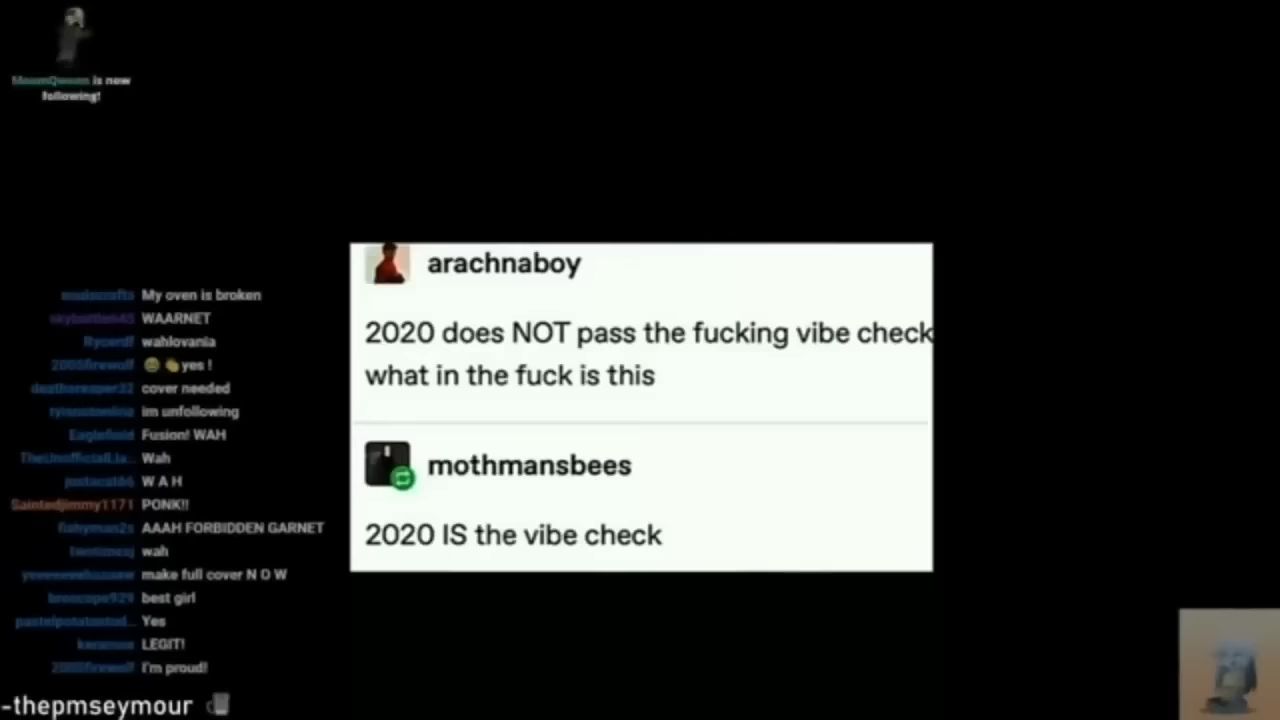 is now
following!
arachnaboy
2020 does NOT pass the fucking vibe check
what in the fuck is this
mothmansbees
2020 IS the vibe check
My oven is broken
WAARNET
wahlovania
2005firewolf 🤣👏yes !
cover needed
im unfollowing
Fusion! WAH
Wah
W A H
Saintedjimmy1171 PONK!!
AAAH FORBIDDEN GARNET
wah
make full cover N O W
best girl
Yes
LEGIT!
2005firewolf I'm proud!
-thepmseymour